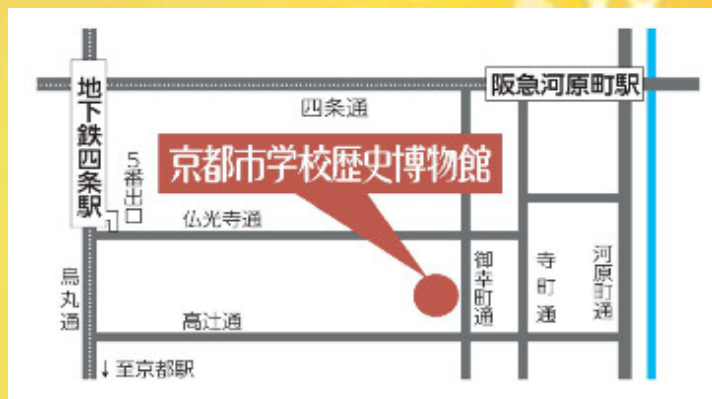 阪急河原町駅
地下鉄四条駅
四条通
5番出口
京都市学校歴史博物館
仏光寺通
御幸町通
寺町通
河原町通
烏丸通
高辻通
↓至京都駅